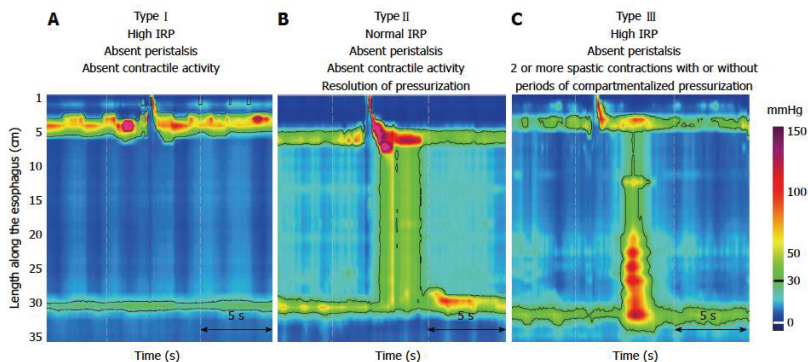 A
Type I
High IRP
Absent peristalsis
Absent contractile activity
B
Type II
Normal IRP
Absent peristalsis
Absent contractile activity
Resolution of pressurization
C
Type III
High IRP
Absent peristalsis
2 or more spastic contractions with or without
periods of compartmentalized pressurization
Length along the esophagus (cm)
1
5
10
15
20
25
30
35
5 s
5 s
5 s
Time (s)
Time (s)
Time (s)
mmHg
150
100
50
30
0